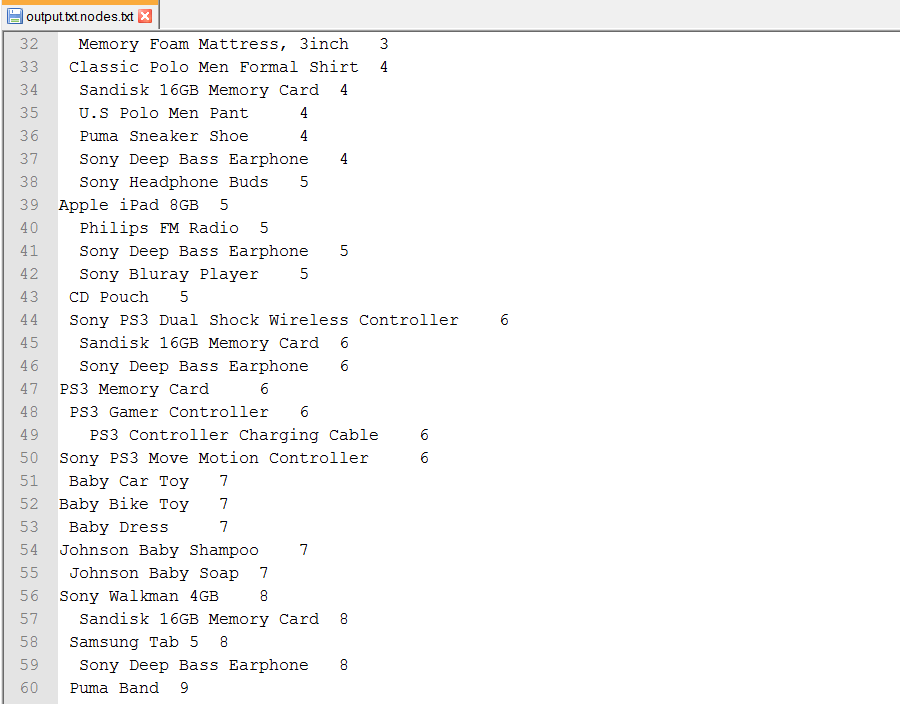 output.txt.nodes.txt
32 Memory Foam Mattress, 3inch 3
33 Classic Polo Men Formal Shirt 4
34 Sandisk 16GB Memory Card 4
35 U.S Polo Men Pant 4
36 Puma Sneaker Shoe 4
37 Sony Deep Bass Earphone 4
38 Sony Headphone Buds 5
39 Apple iPad 8GB 5
40 Philips FM Radio 5
41 Sony Deep Bass Earphone 5
42 Sony Bluray Player 5
43 CD Pouch 5
44 Sony PS3 Dual Shock Wireless Controller 6
45 Sandisk 16GB Memory Card 6
46 Sony Deep Bass Earphone 6
47 PS3 Memory Card 6
48 PS3 Gamer Controller 6
49 PS3 Controller Charging Cable 6
50 Sony PS3 Move Motion Controller 6
51 Baby Car Toy 7
52 Baby Bike Toy 7
53 Baby Dress 7
54 Johnson Baby Shampoo 7
55 Johnson Baby Soap 7
56 Sony Walkman 4GB 8
57 Sandisk 16GB Memory Card 8
58 Samsung Tab 5 8
59 Sony Deep Bass Earphone 8
60 Puma Band 9